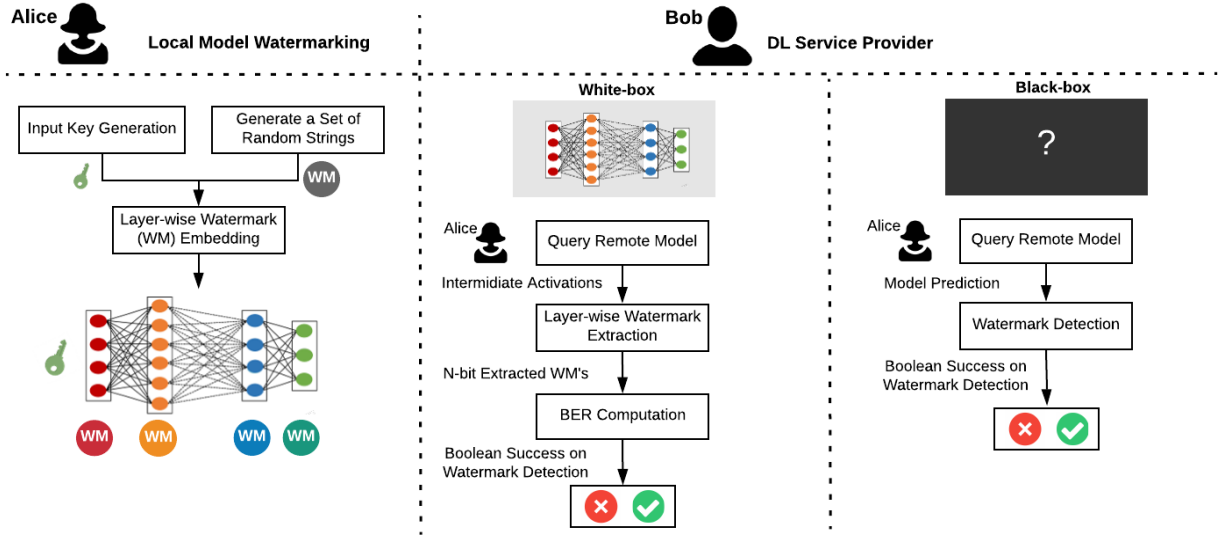 Alice
Local Model Watermarking
Bob
DL Service Provider
Input Key Generation
Generate a Set of
Random Strings
WM
Layer-wise Watermark
(WM) Embedding
WM
WM
WM
WM
White-box
Alice
Query Remote Model
Intermidiate Activations
Layer-wise Watermark
Extraction
N-bit Extracted WM's
BER Computation
Boolean Success on
Watermark Detection
Black-box
?
Alice
Query Remote Model
Model Prediction
Watermark Detection
Boolean Success on
Watermark Detection